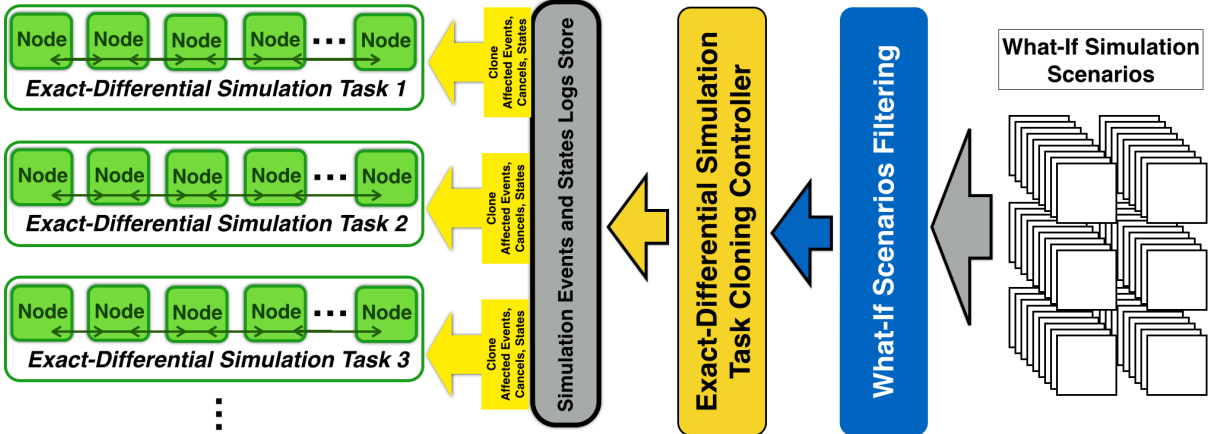 Node Node Node Node ... Node
Exact-Differential Simulation Task 1
Node Node Node Node ... Node
Exact-Differential Simulation Task 2
Node Node Node Node ... Node
Exact-Differential Simulation Task 3
...
Clone
Affected Events,
Cancels, States
Clone
Affected Events,
Cancels, States
Clone
Affected Events,
Cancels, States
Simulation Events and States Logs Store
Exact-Differential Simulation
Task Cloning Controller
What-If Scenarios Filtering
What-If Simulation
Scenarios